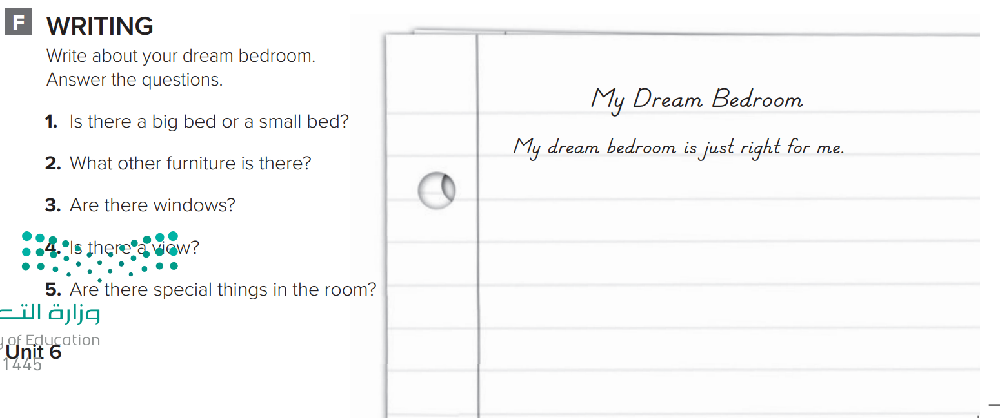 F WRITING
Write about your dream bedroom.
Answer the questions.
1. Is there a big bed or a small bed?
2. What other furniture is there?
3. Are there windows?
4. Is there a view?
5. Are there special things in the room?
وزارة التـ
of Education
Unit 6
1445
My Dream Bedroom
My dream bedroom is just right for me.